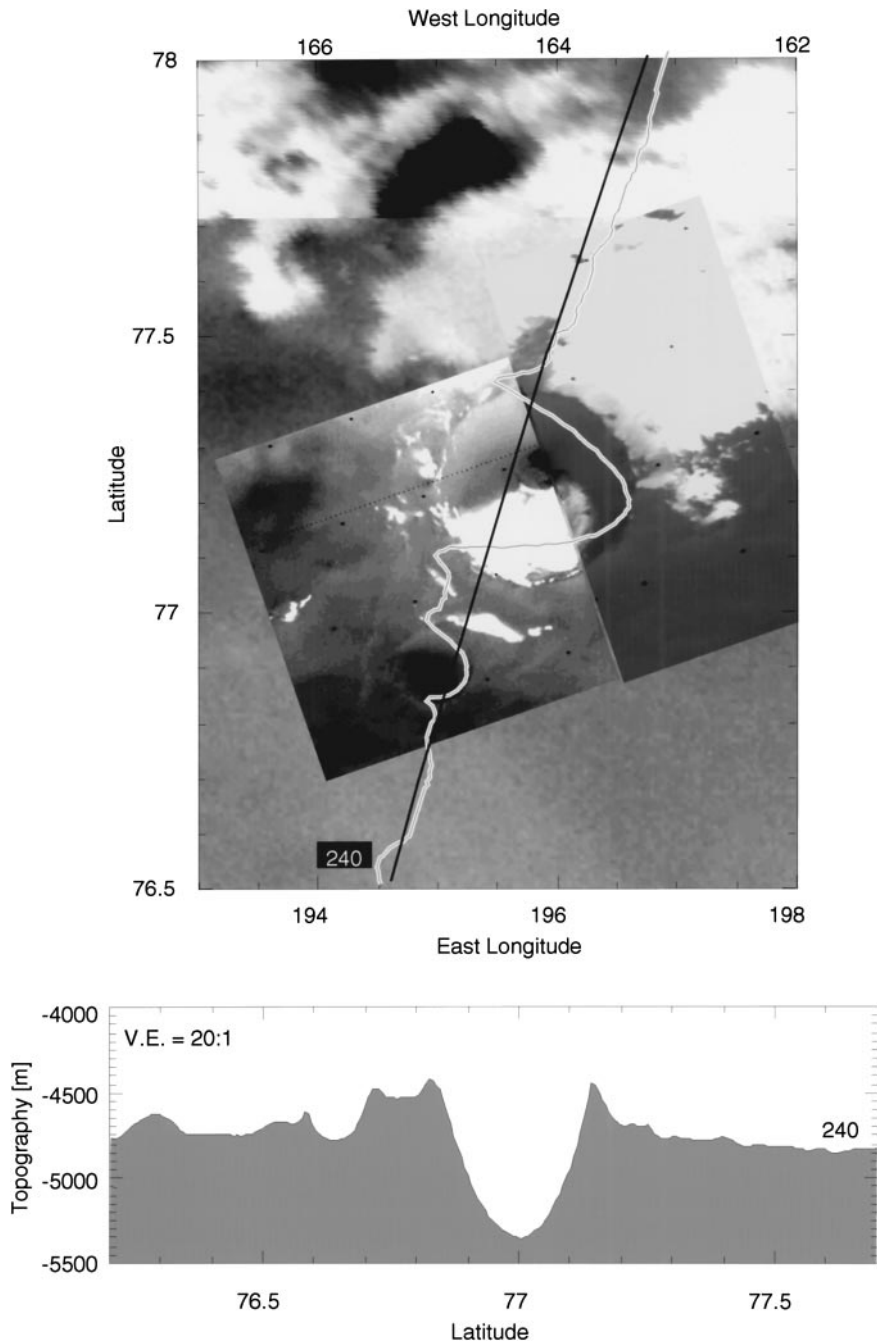 West Longitude
166 164 162
78
77.5
77
76.5
Latitude
240
194 196 198
East Longitude
-4000
V.E. = 20:1
-4500
240
-5000
-5500
Topography [m]
76.5 77 77.5
Latitude